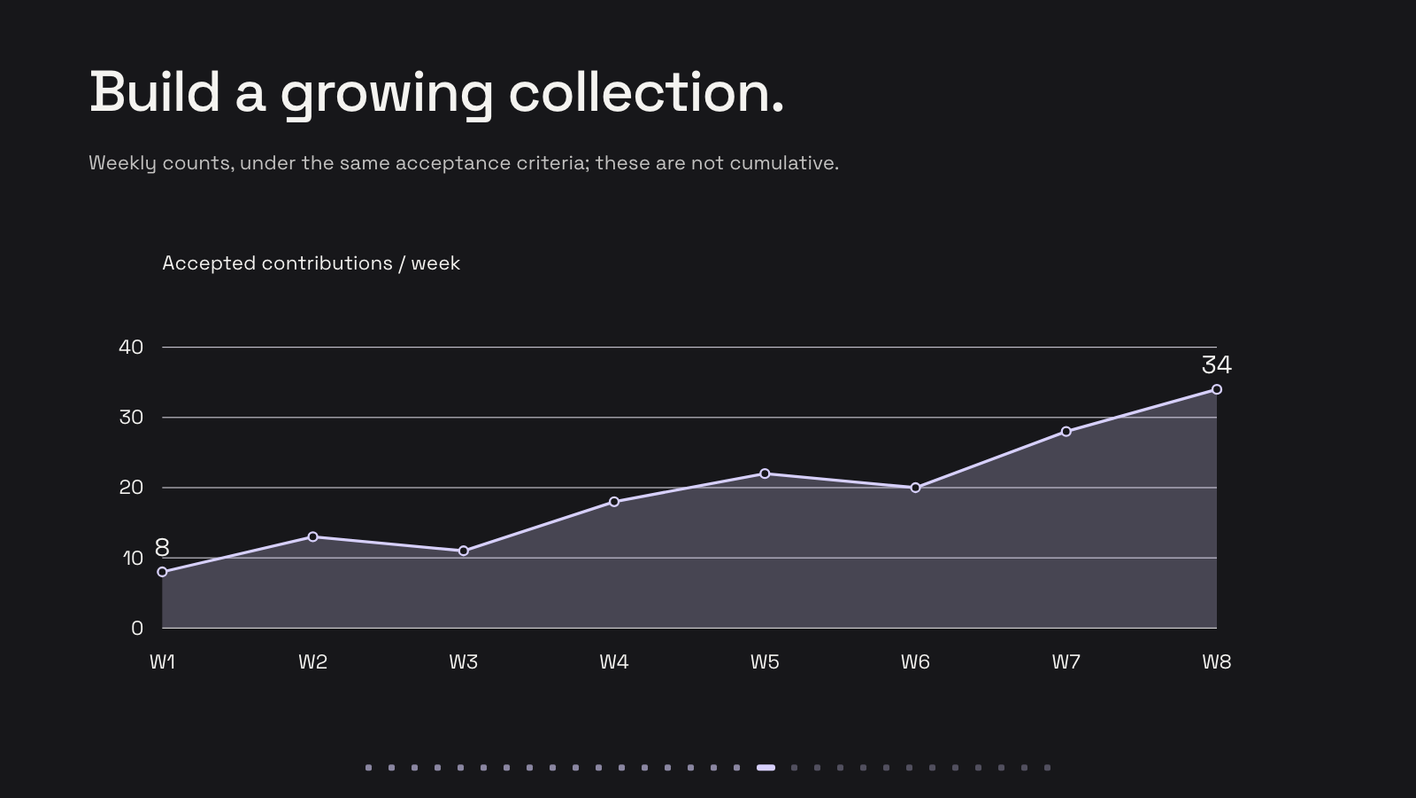 Build a growing collection.
Weekly counts, under the same acceptance criteria; these are not cumulative.
Accepted contributions / week
40
34
30
20
8
10
0
W1 W2 W3 W4 W5 W6 W7 W8